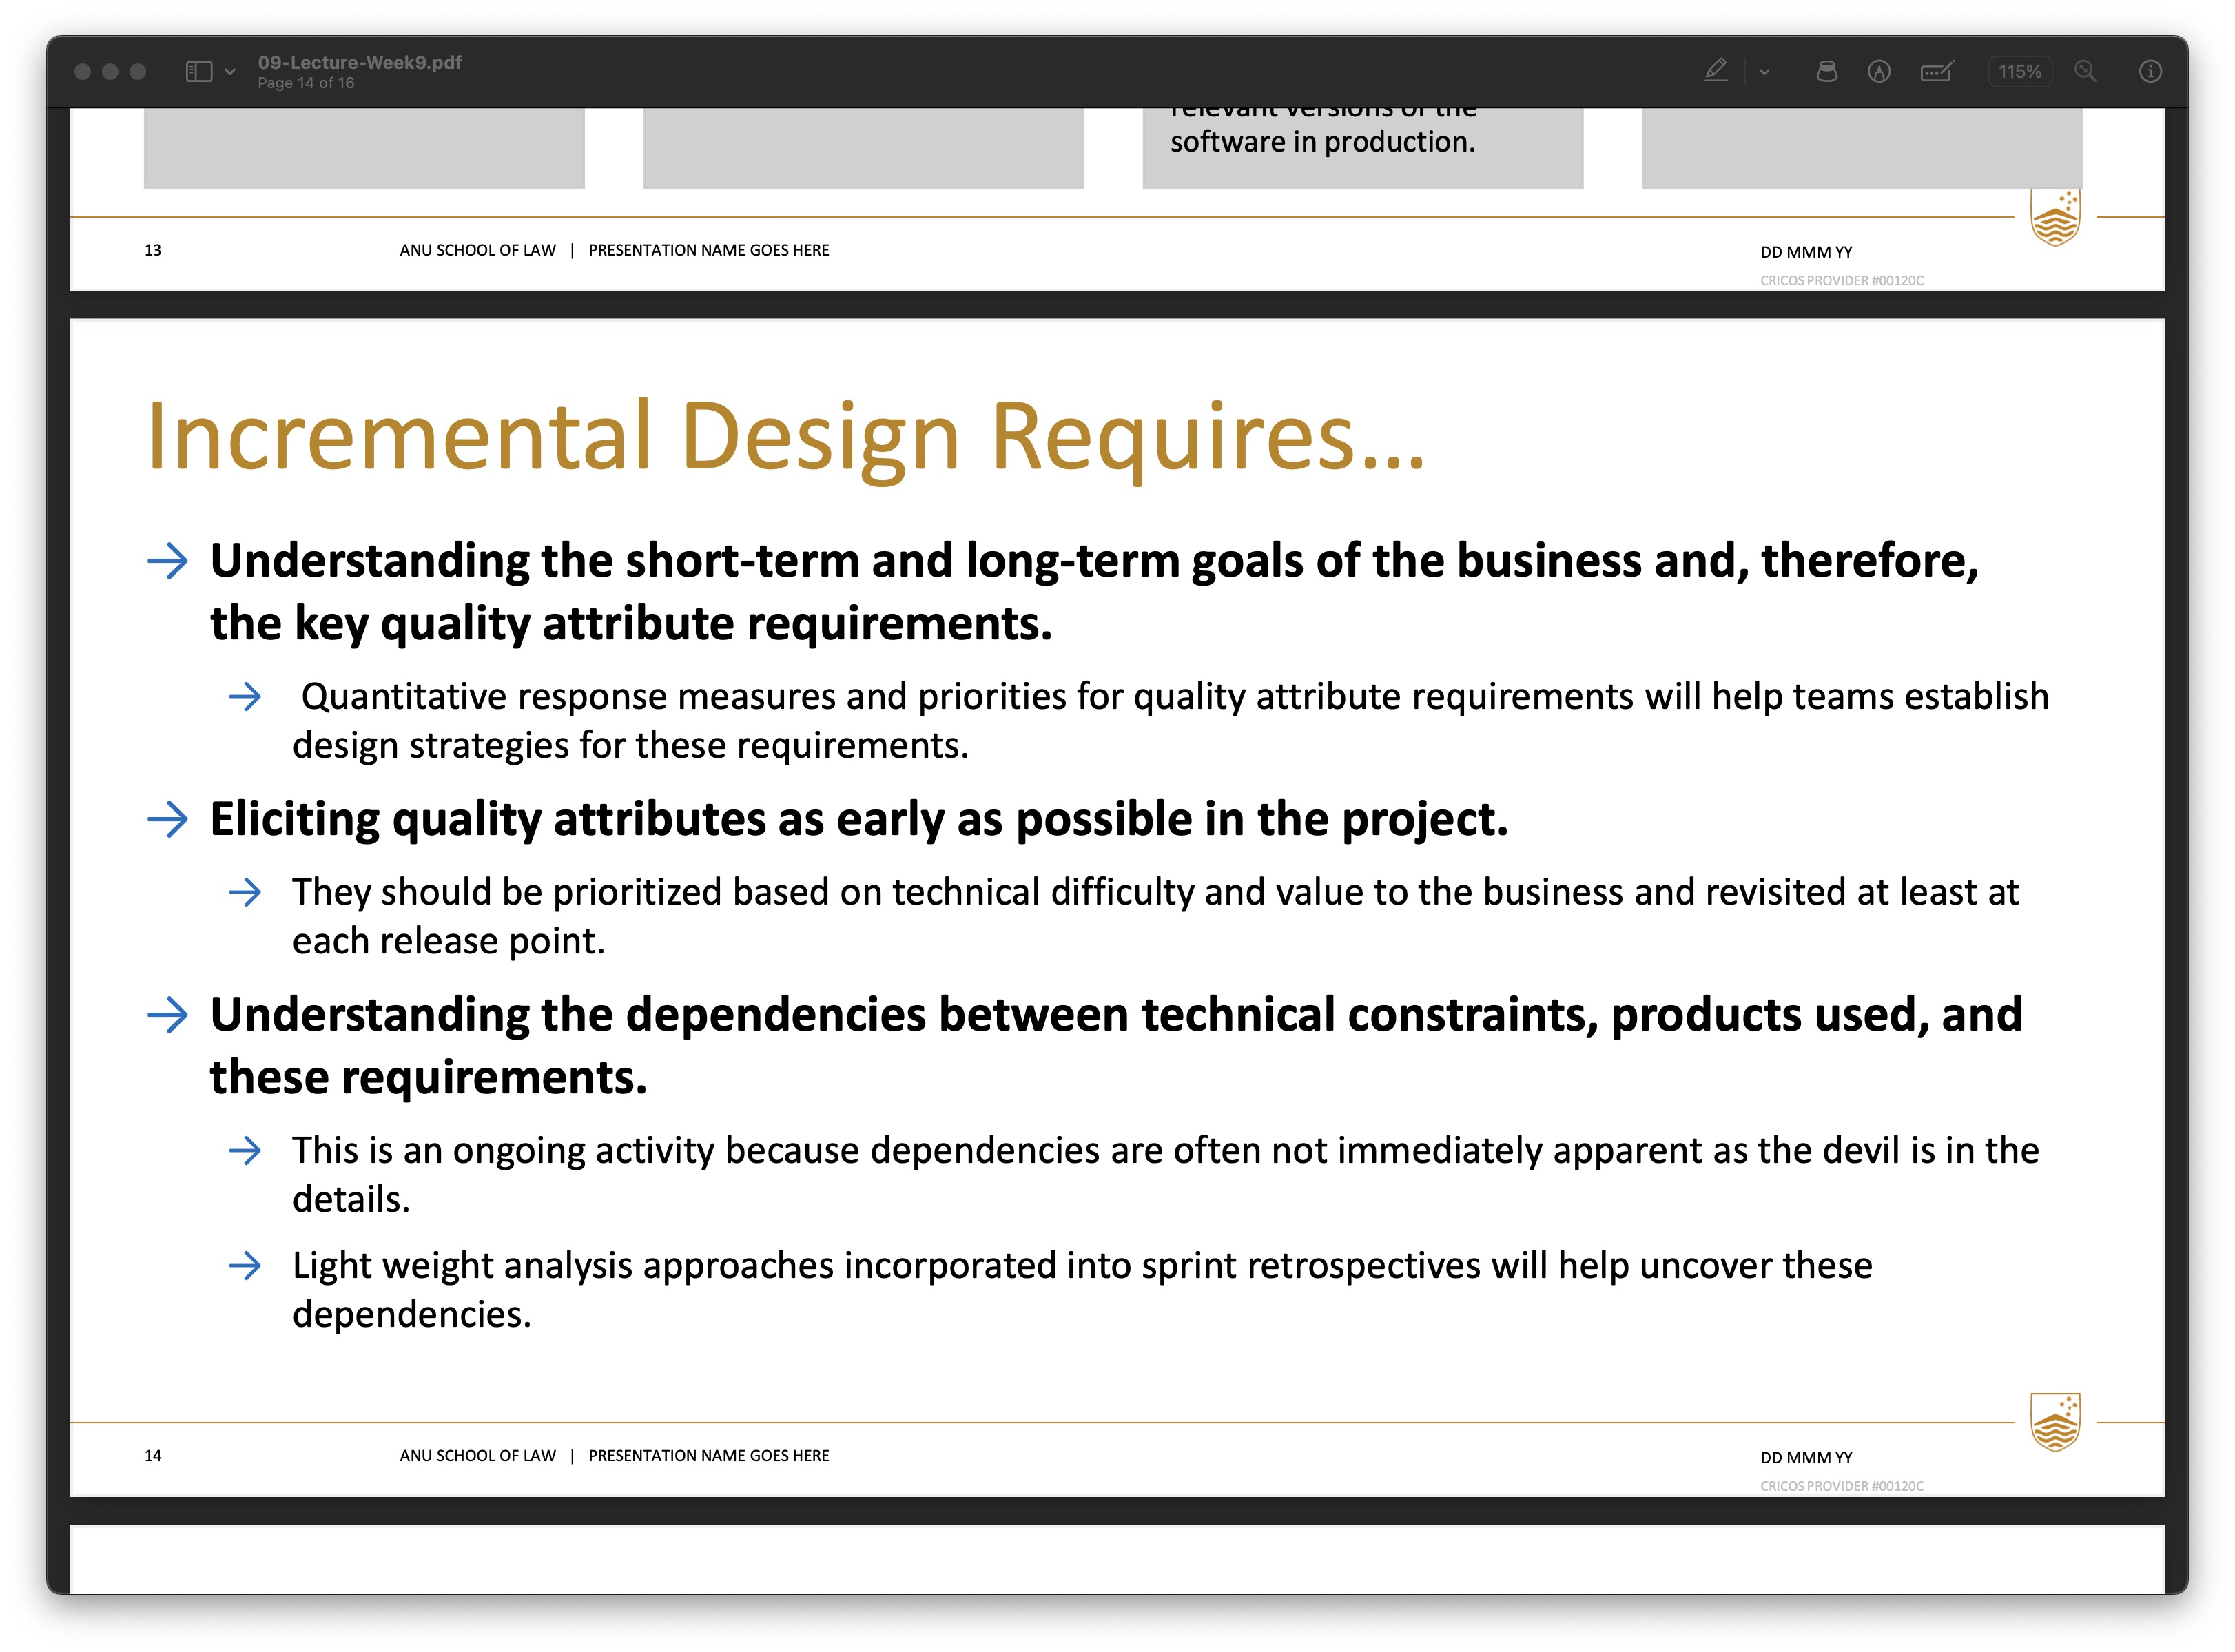 09-Lecture-Week9.pdf
Page 14 of 16
115%
relevant versions of the
software in production.
13
ANU SCHOOL OF LAW | PRESENTATION NAME GOES HERE
DD MMM YY
CRICOS PROVIDER #00120C
Incremental Design Requires...
→ Understanding the short-term and long-term goals of the business and, therefore,
the key quality attribute requirements.
→ Quantitative response measures and priorities for quality attribute requirements will help teams establish
design strategies for these requirements.
→ Eliciting quality attributes as early as possible in the project.
→ They should be prioritized based on technical difficulty and value to the business and revisited at least at
each release point.
→ Understanding the dependencies between technical constraints, products used, and
these requirements.
→ This is an ongoing activity because dependencies are often not immediately apparent as the devil is in the
details.
→ Light weight analysis approaches incorporated into sprint retrospectives will help uncover these
dependencies.
14
ANU SCHOOL OF LAW | PRESENTATION NAME GOES HERE
DD MMM YY
CRICOS PROVIDER #00120C